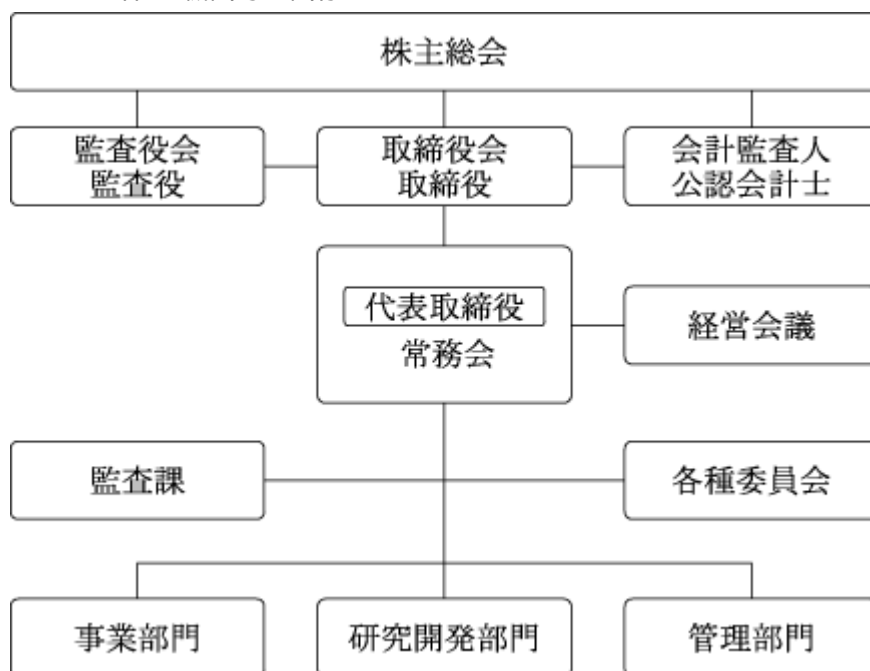 株主総会
監査役会
監査役
取締役会
取締役
会計監査人
公認会計士
代表取締役
常務会
経営会議
監査課
各種委員会
事業部門
研究開発部門
管理部門